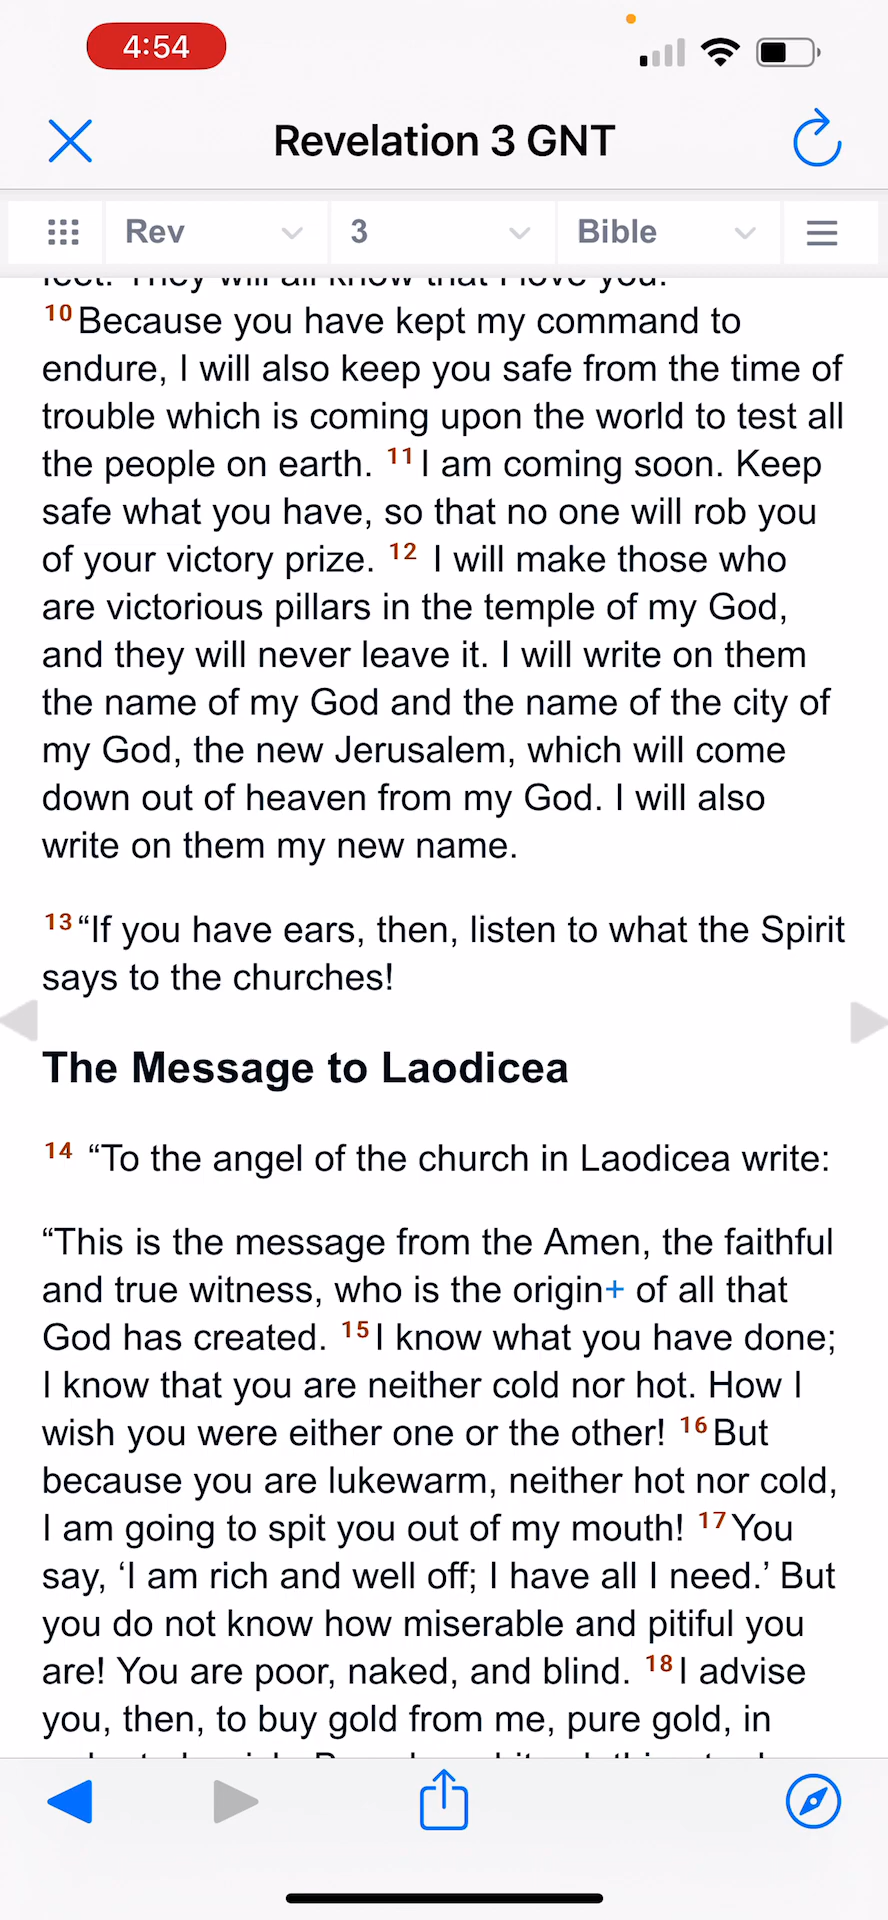 4:54
Revelation 3 GNT
Rev 3 Bible
feet. They will all know that I love you.
10 Because you have kept my command to
endure, I will also keep you safe from the time of
trouble which is coming upon the world to test all
the people on earth. 11 I am coming soon. Keep
safe what you have, so that no one will rob you
of your victory prize. 12 I will make those who
are victorious pillars in the temple of my God,
and they will never leave it. I will write on them
the name of my God and the name of the city of
my God, the new Jerusalem, which will come
down out of heaven from my God. I will also
write on them my new name.
13 “If you have ears, then, listen to what the Spirit
says to the churches!
The Message to Laodicea
14 “To the angel of the church in Laodicea write:
“This is the message from the Amen, the faithful
and true witness, who is the origin+ of all that
God has created. 15 I know what you have done;
I know that you are neither cold nor hot. How I
wish you were either one or the other! 16 But
because you are lukewarm, neither hot nor cold,
I am going to spit you out of my mouth! 17 You
say, ‘I am rich and well off; I have all I need.’ But
you do not know how miserable and pitiful you
are! You are poor, naked, and blind. 18 I advise
you, then, to buy gold from me, pure gold, in